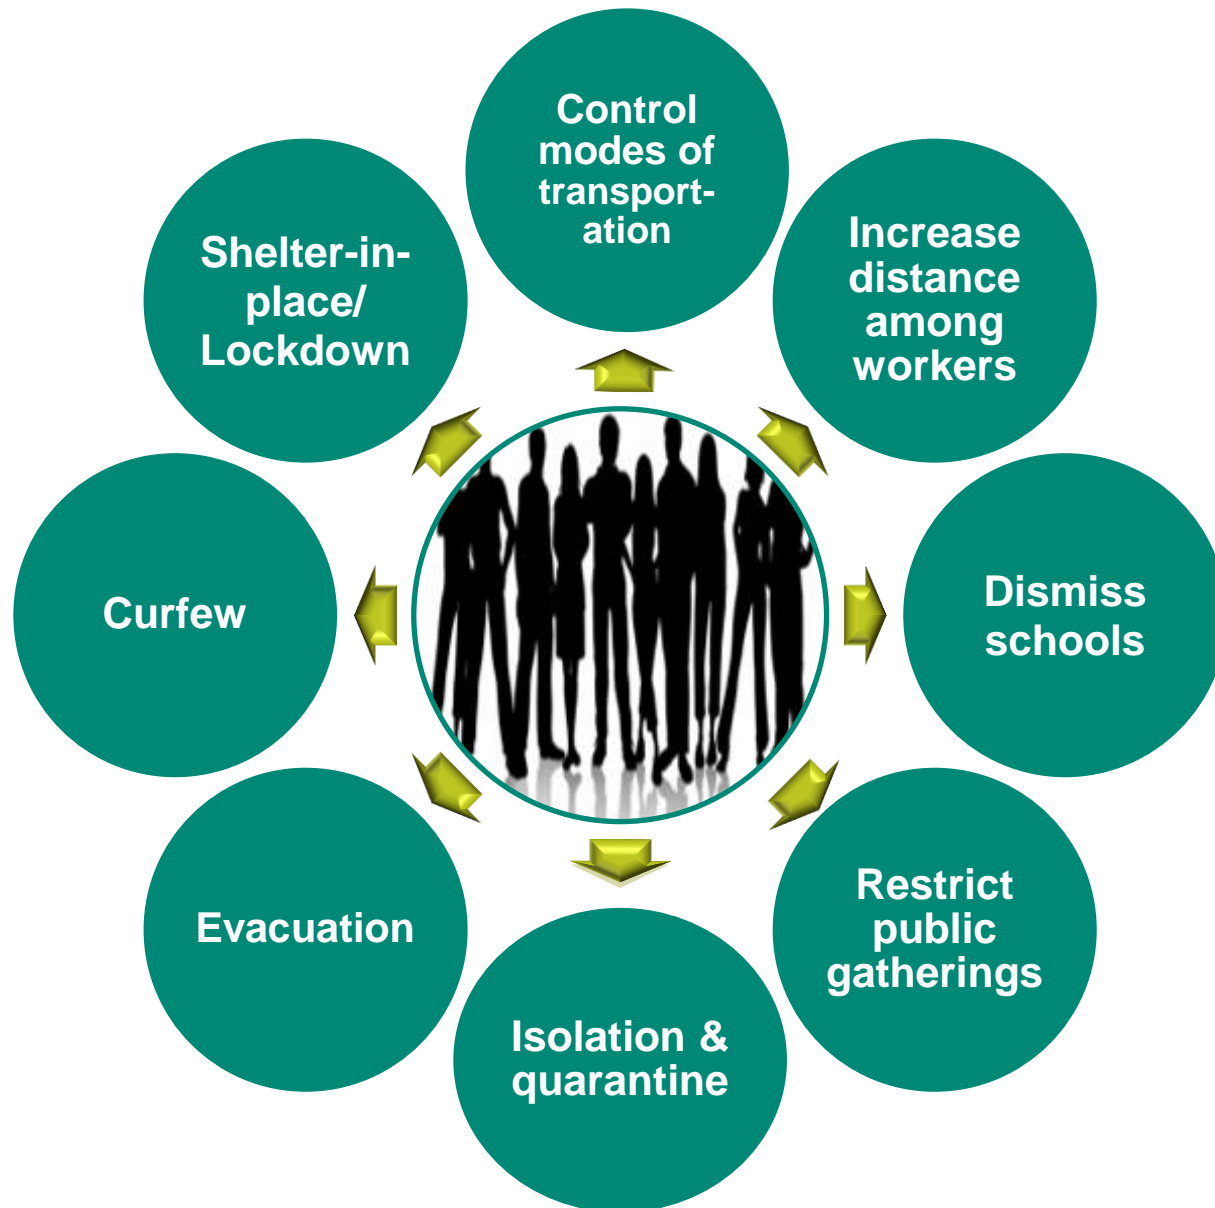 Control
modes of
transport-
ation
Increase
distance
among
workers
Dismiss
schools
Restrict
public
gatherings
Isolation &
quarantine
Evacuation
Curfew
Shelter-in-
place/
Lockdown